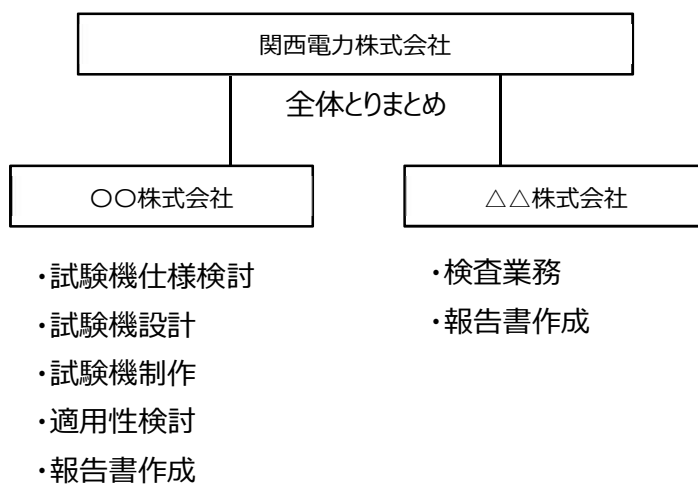 関西電力株式会社
全体とりまとめ
〇〇株式会社
△△株式会社
・試験機仕様検討
・試験機設計
・試験機制作
・適用性検討
・報告書作成
・検査業務
・報告書作成